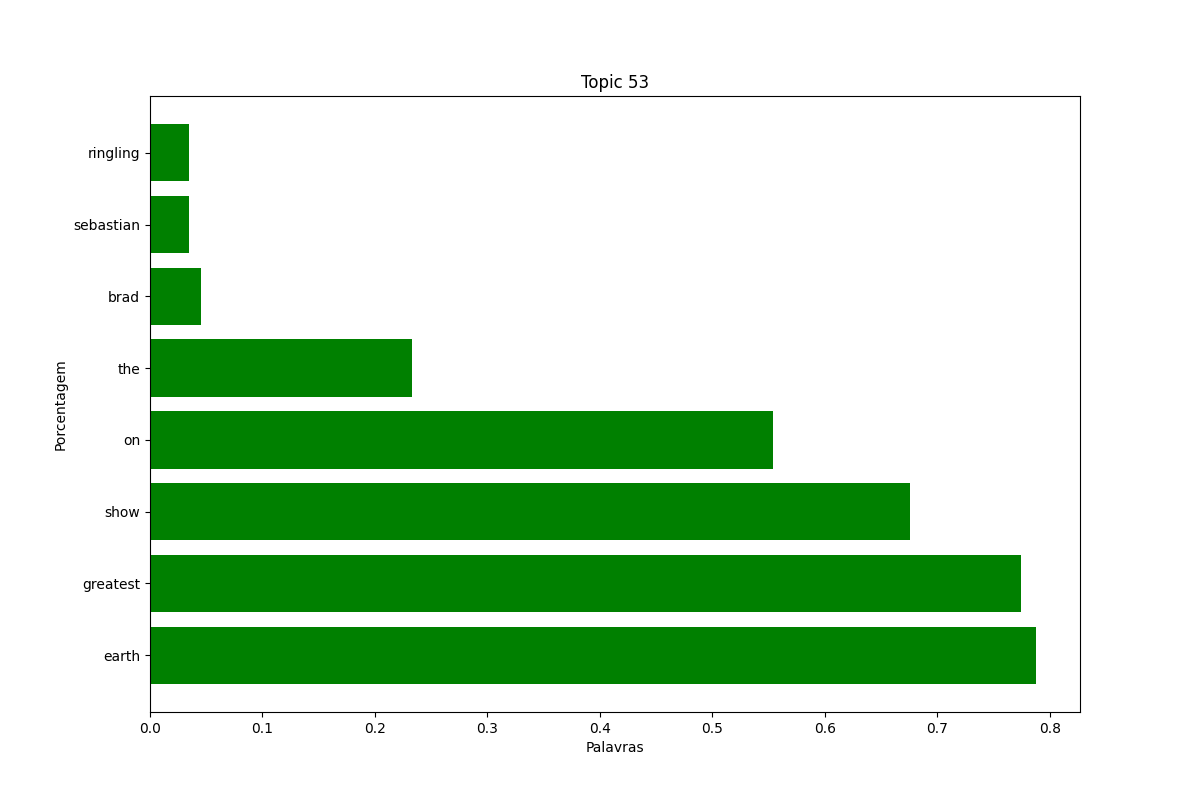 Topic 53
ringling
sebastian
brad
the
on
show
greatest
earth
Porcentagem
0.0 0.1 0.2 0.3 0.4 0.5 0.6 0.7 0.8
Palavras